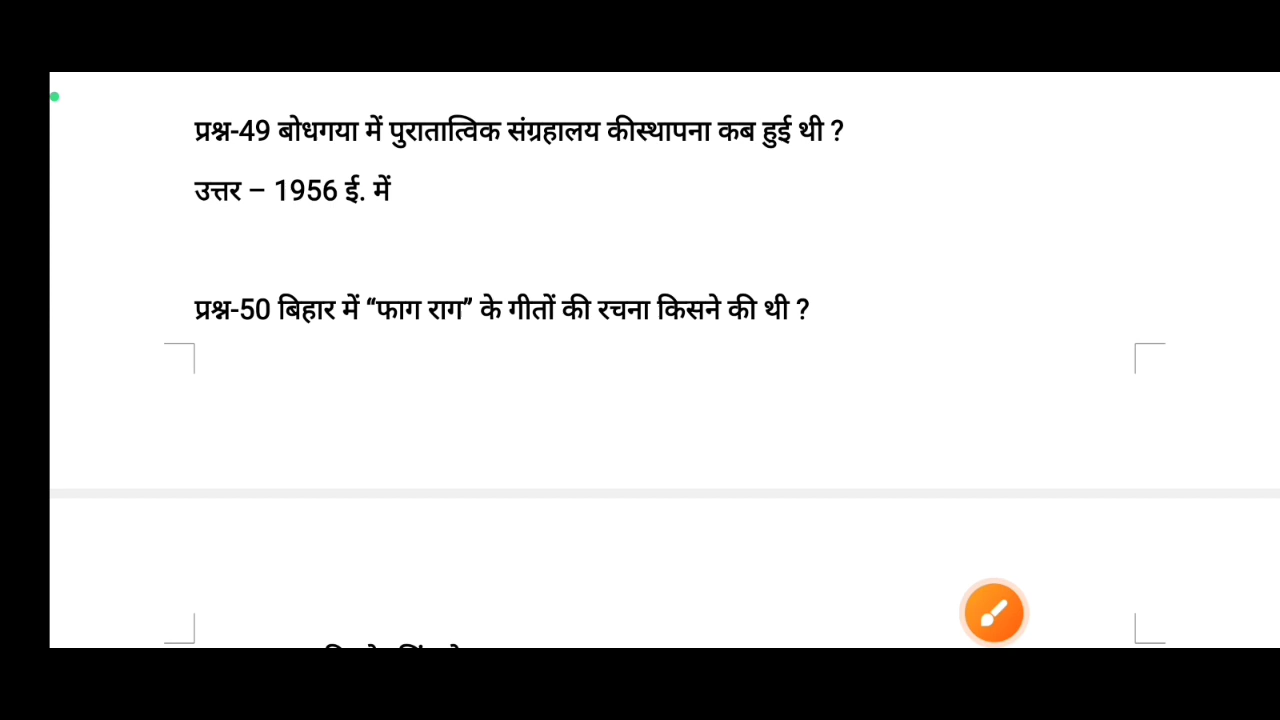 प्रश्न-49 बोधगया में पुरातात्विक संग्रहालय कीस्थापना कब हुई थी ?
उत्तर – 1956 ई. में
प्रश्न-50 बिहार में “फाग राग” के गीतों की रचना किसने की थी ?